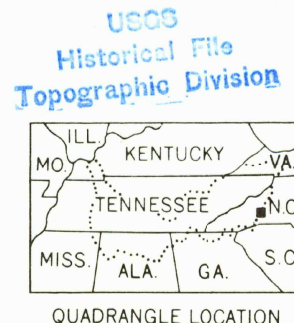 USGS
Historical File
Topographic Division
ILL.
MO.
KENTUCKY
VA.
TENNESSEE
N.C
MISS.
ALA.
GA.
S.C
QUADRANGLE LOCATION